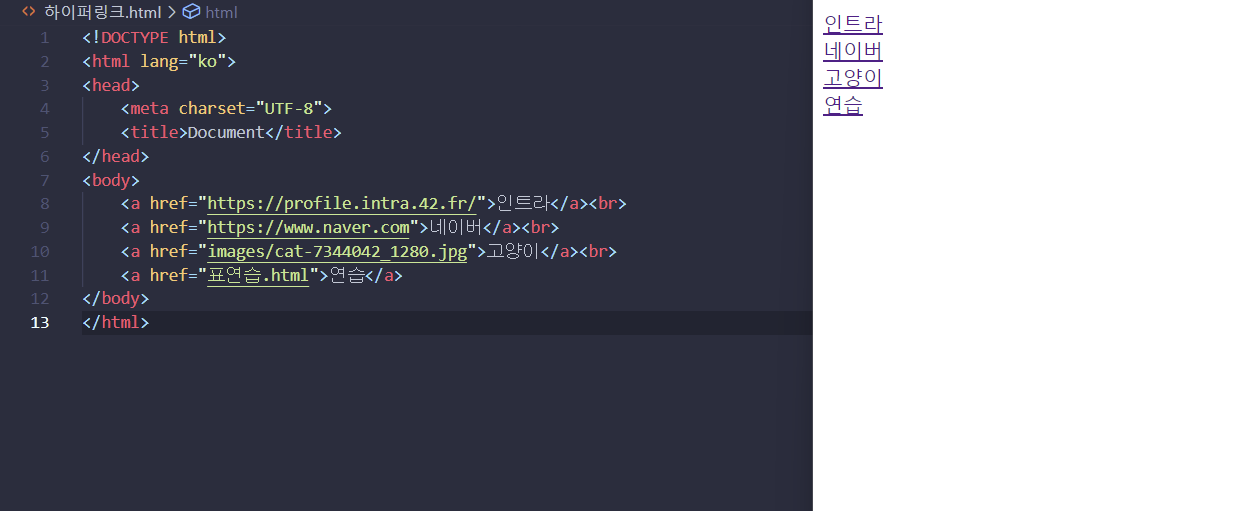 하이퍼링크.html > html
1 <!DOCTYPE html>
2 <html lang="ko">
3 <head>
4 <meta charset="UTF-8">
5 <title>Document</title>
6 </head>
7 <body>
8 <a href="https://profile.intra.42.fr/">인트라</a><br>
9 <a href="https://www.naver.com">네이버</a><br>
10 <a href="images/cat-7344042_1280.jpg">고양이</a><br>
11 <a href="표연습.html">연습</a>
12 </body>
13 </html>
인트라
네이버
고양이
연습